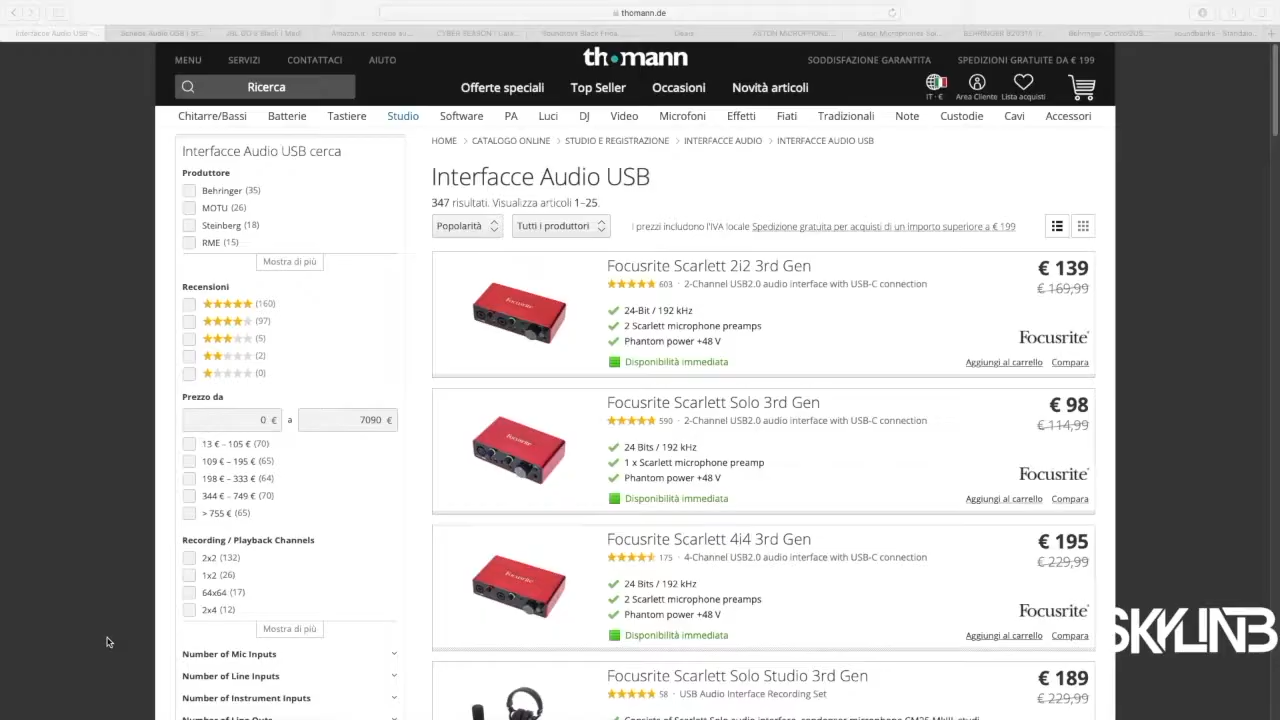 thomann.de
Interfacce Audio USB
MENU SERVIZI CONTATTACI AIUTO
thomann
SODDISFAZIONE GARANTITA SPEDIZIONI GRATUITE DA € 199
Ricerca
Offerte speciali Top Seller Occasioni Novità articoli
IT · € Area Cliente Lista acquisti
Chitarre/Bassi Batterie Tastiere Studio Software PA Luci DJ Video Microfoni Effetti Fiati Tradizionali Note Custodie Cavi Accessori
HOME CATALOGO ONLINE STUDIO E REGISTRAZIONE INTERFACCE AUDIO INTERFACCE AUDIO USB
Interfacce Audio USB cerca
Produttore
Behringer (35)
MOTU (26)
Steinberg (18)
RME (15)
Mostra di più
Recensioni
(160)
(97)
(5)
(2)
(0)
Prezzo da
0 € a 7090 €
13 € – 105 € (70)
109 € – 195 € (65)
198 € – 333 € (64)
344 € – 749 € (70)
> 755 € (65)
Recording / Playback Channels
2x2 (132)
1x2 (26)
64x64 (17)
2x4 (12)
Mostra di più
Number of Mic Inputs
Number of Line Inputs
Number of Instrument Inputs
Number of Line Outs
Interfacce Audio USB
347 risultati. Visualizza articoli 1–25.
Popolarità Tutti i produttori I prezzi includono l'IVA locale Spedizione gratuita per acquisti di un importo superiore a € 199
Focusrite Scarlett 2i2 3rd Gen
€ 139
603 · 2-Channel USB2.0 audio interface with USB-C connection
€ 169,99
24-Bit / 192 kHz
2 Scarlett microphone preamps
Phantom power +48 V
Focusrite
Disponibilità immediata
Aggiungi al carrello Compara
Focusrite Scarlett Solo 3rd Gen
€ 98
590 · 2-Channel USB2.0 audio interface with USB-C connection
€ 114,99
24 Bits / 192 kHz
1 x Scarlett microphone preamp
Phantom power +48 V
Focusrite
Disponibilità immediata
Aggiungi al carrello Compara
Focusrite Scarlett 4i4 3rd Gen
€ 195
175 · 4-Channel USB2.0 audio interface with USB-C connection
€ 229,99
24 Bits / 192 kHz
2 Scarlett microphone preamps
Phantom power +48 V
Focusrite
Disponibilità immediata
Aggiungi al carrello Compara
Focusrite Scarlett Solo Studio 3rd Gen
€ 189
58 · USB Audio Interface Recording Set
€ 229,99
SKYLINB